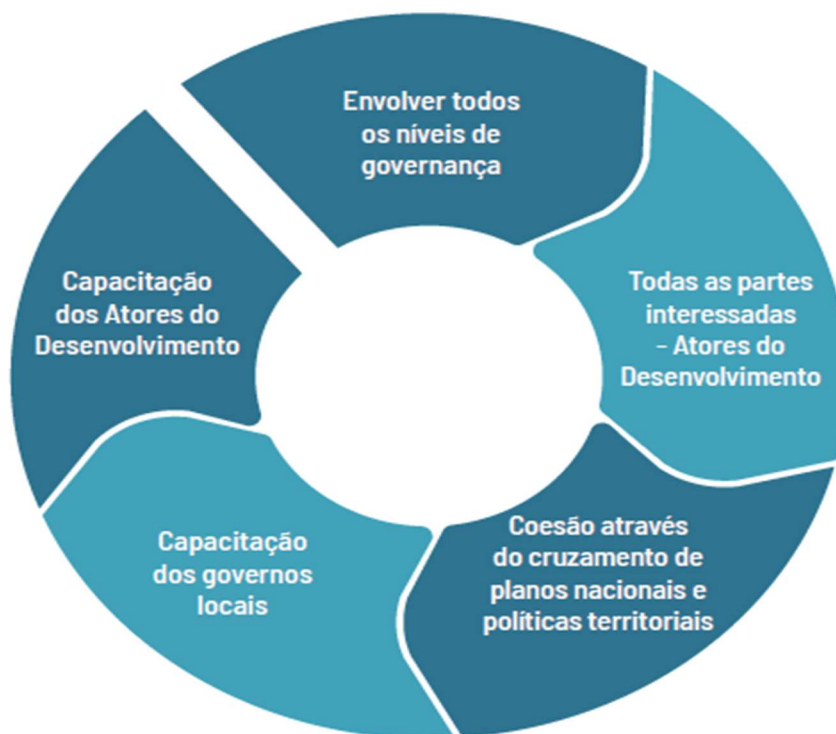 Envolver todos
os níveis de
governança
Todas as partes
interessadas
- Atores do
Desenvolvimento
Coesão através
do cruzamento de
planos nacionais e
políticas territoriais
Capacitação
dos governos
locais
Capacitação
dos Atores do
Desenvolvimento